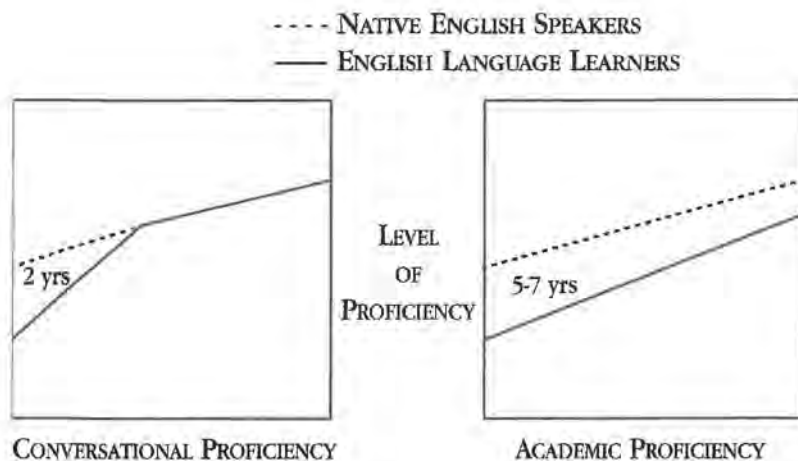 NATIVE ENGLISH SPEAKERS
ENGLISH LANGUAGE LEARNERS
2 yrs
LEVEL
OF
PROFICIENCY
5-7 yrs
CONVERSATIONAL PROFICIENCY
ACADEMIC PROFICIENCY